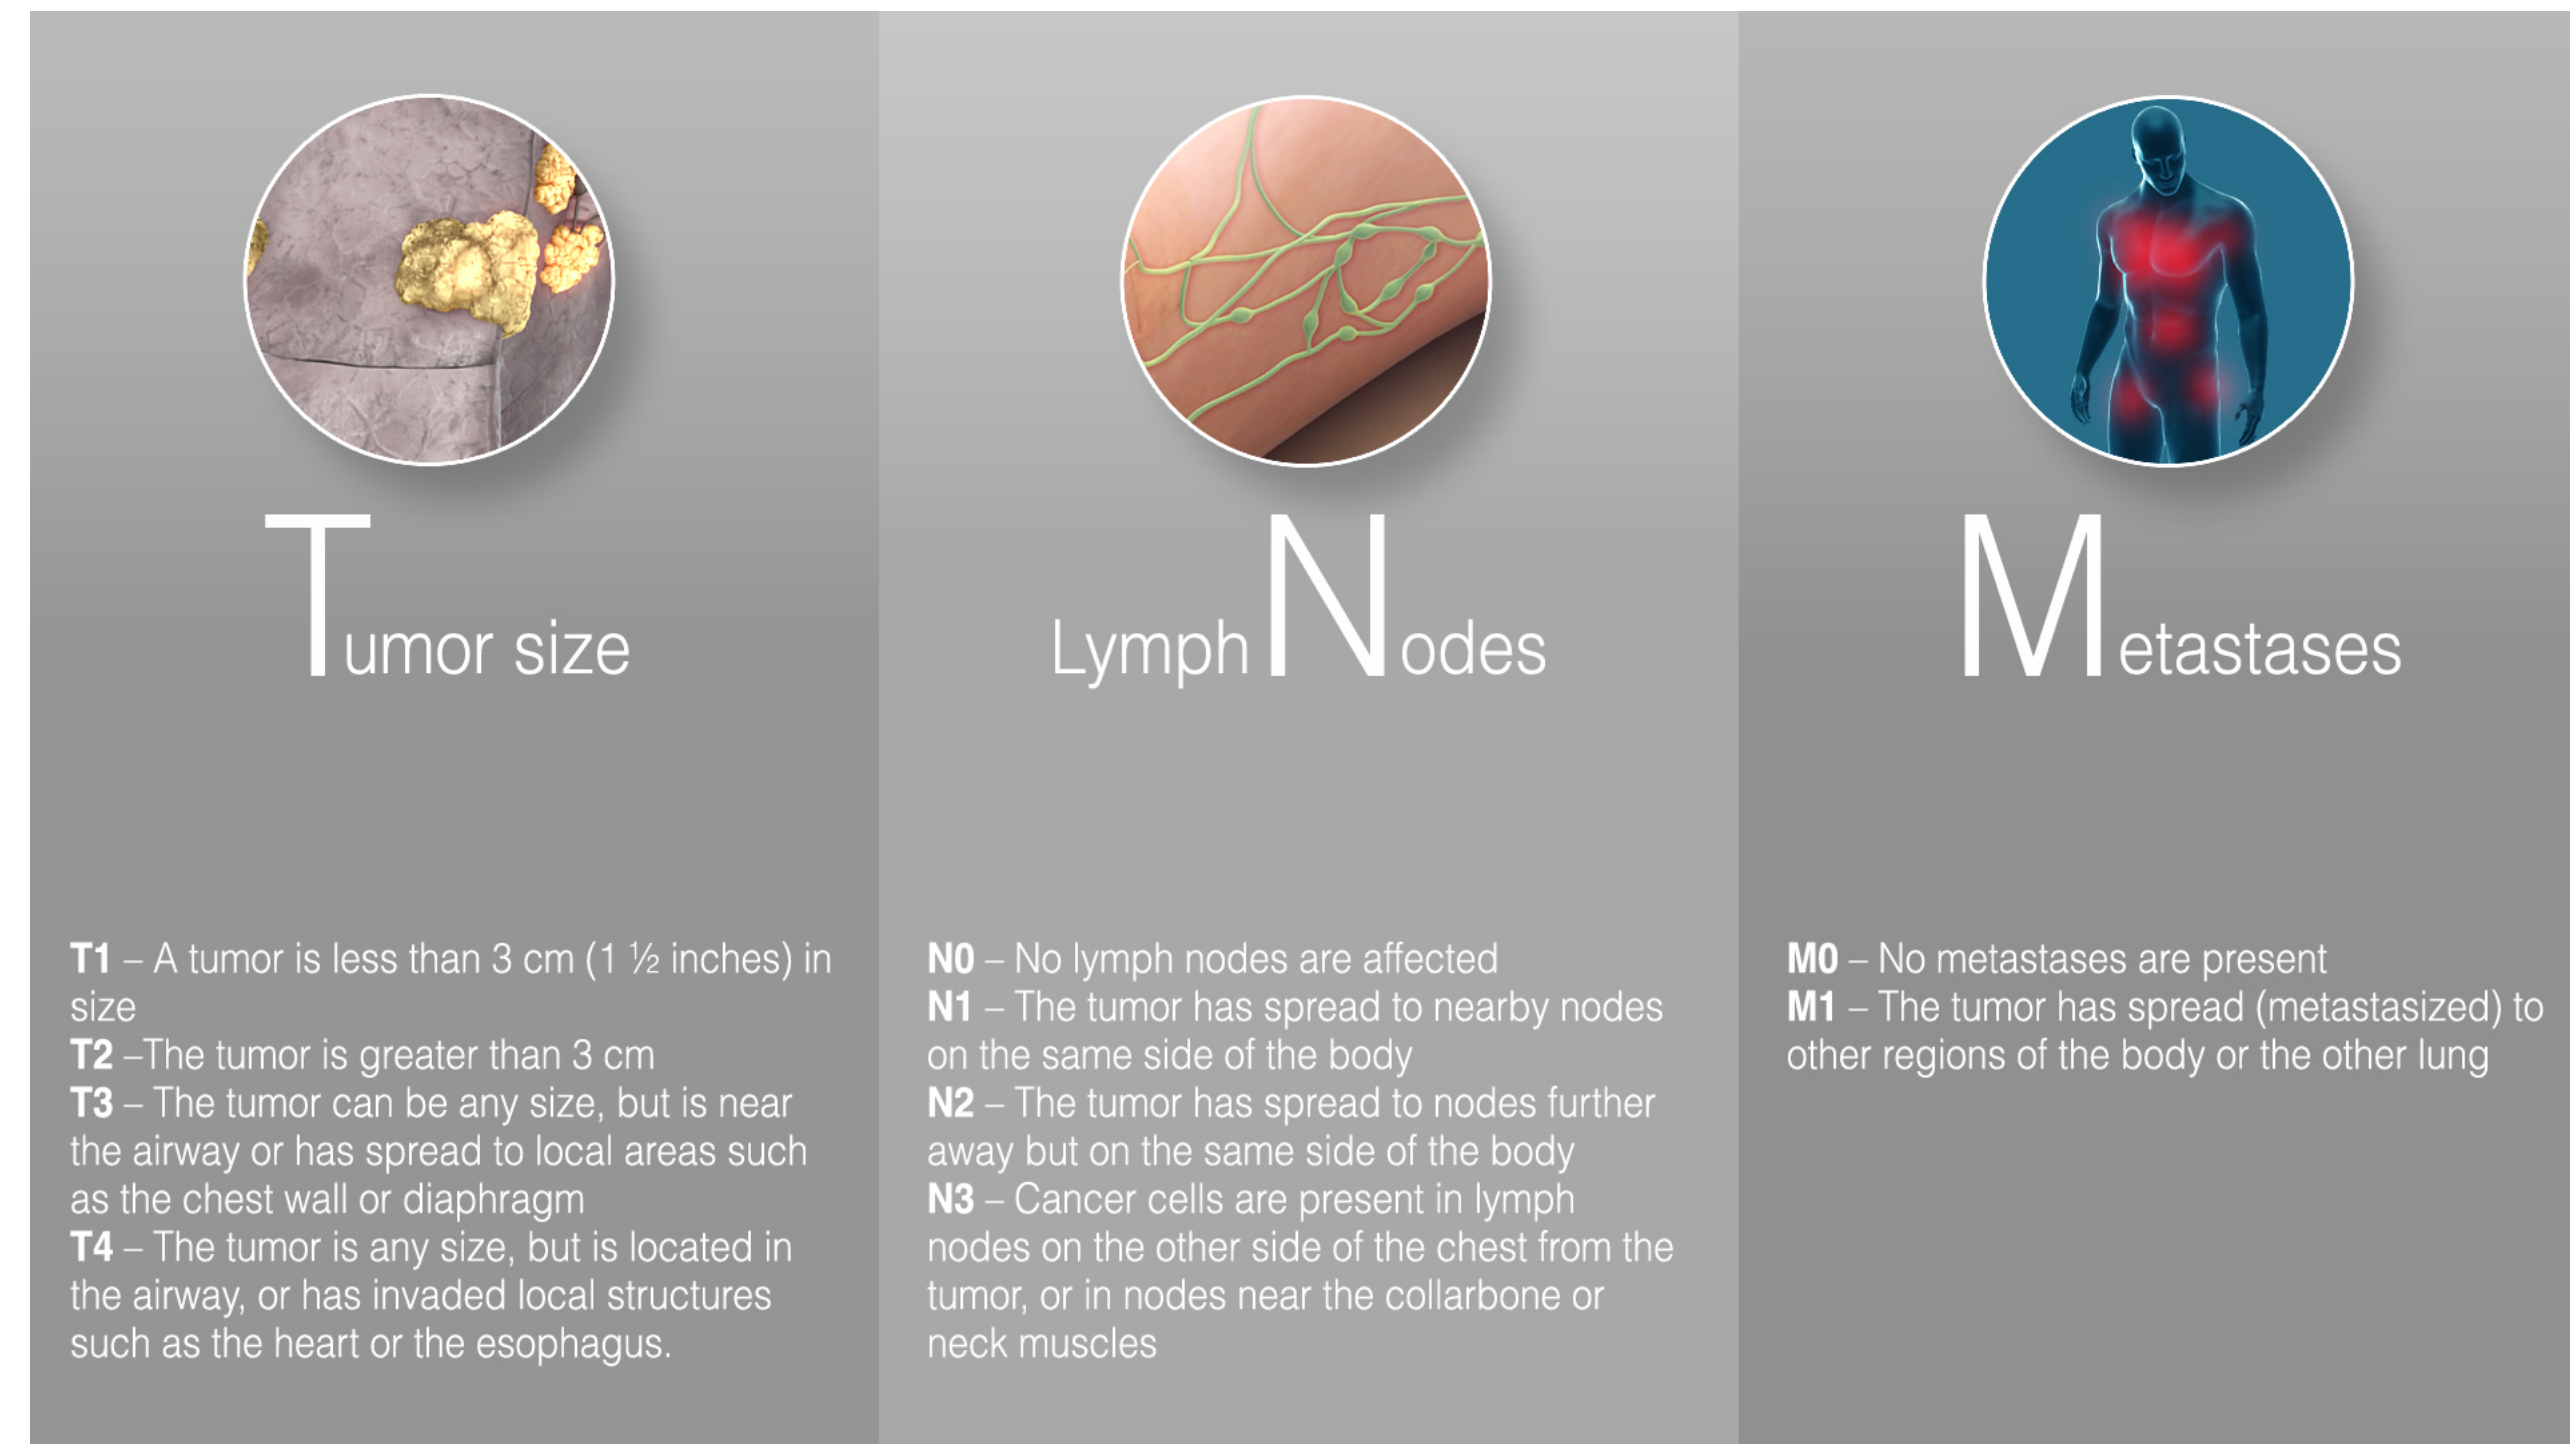 Tumor size
T1 – A tumor is less than 3 cm (1 ½ inches) in
size
T2 –The tumor is greater than 3 cm
T3 – The tumor can be any size, but is near
the airway or has spread to local areas such
as the chest wall or diaphragm
T4 – The tumor is any size, but is located in
the airway, or has invaded local structures
such as the heart or the esophagus.
Lymph Nodes
N0 – No lymph nodes are affected
N1 – The tumor has spread to nearby nodes
on the same side of the body
N2 – The tumor has spread to nodes further
away but on the same side of the body
N3 – Cancer cells are present in lymph
nodes on the other side of the chest from the
tumor, or in nodes near the collarbone or
neck muscles
Metastases
M0 – No metastases are present
M1 – The tumor has spread (metastasized) to
other regions of the body or the other lung